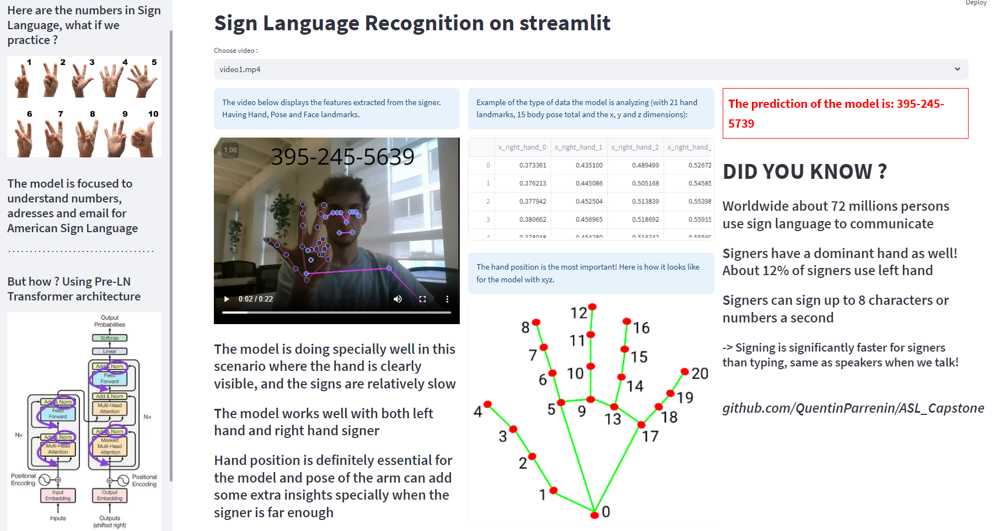 Deploy
Here are the numbers in Sign
Language, what if we
practice ?
1 2 3 4 5
6 7 8 9 10
The model is focused to
understand numbers,
adresses and email for
American Sign Language
. . . . . . . . . . . . . . . . . . . . . . . . . . . . . . . . .
But how ? Using Pre-LN
Transformer architecture
Output
Probabilities
Softmax
Linear
Add & Norm
Feed
Forward
Add & Norm
Multi-Head
Attention
Nx
Add & Norm
Masked
Multi-Head
Attention
Add & Norm
Feed
Forward
Nx
Add & Norm
Multi-Head
Attention
Positional
Encoding
Positional
Encoding
Input
Embedding
Output
Embedding
Inputs
Outputs
(shifted right)
Sign Language Recognition on streamlit
Choose video :
video1.mp4
The video below displays the features extracted from the signer.
Having Hand, Pose and Face landmarks.
1.00
395-245-5639
0:02 / 0:22
The model is doing specially well in this
scenario where the hand is clearly
visible, and the signs are relatively slow
The model works well with both left
hand and right hand signer
Hand position is definitely essential for
the model and pose of the arm can add
some extra insights specially when the
signer is far enough
Example of the type of data the model is analyzing (with 21 hand
landmarks, 15 body pose total and the x, y and z dimensions):
x_right_hand_0 x_right_hand_1 x_right_hand_2 x_right_hand_
0 0.373361 0.435100 0.489499 0.52672
1 0.376213 0.445086 0.505168 0.54585
2 0.377942 0.452504 0.513839 0.55398
3 0.380662 0.456965 0.518692 0.55915
4 0.378948 0.454280 0.516342 0.55560
The hand position is the most important! Here is how it looks like
for the model with xyz.
12
8
16
11
7
15
10
20
6
14
19
4
5
9
13
18
3
17
2
1
0
The prediction of the model is: 395-245-
5739
DID YOU KNOW ?
Worldwide about 72 millions persons
use sign language to communicate
Signers have a dominant hand as well!
About 12% of signers use left hand
Signers can sign up to 8 characters or
numbers a second
-> Signing is significantly faster for signers
than typing, same as speakers when we talk!
github.com/QuentinParrenin/ASL_Capstone